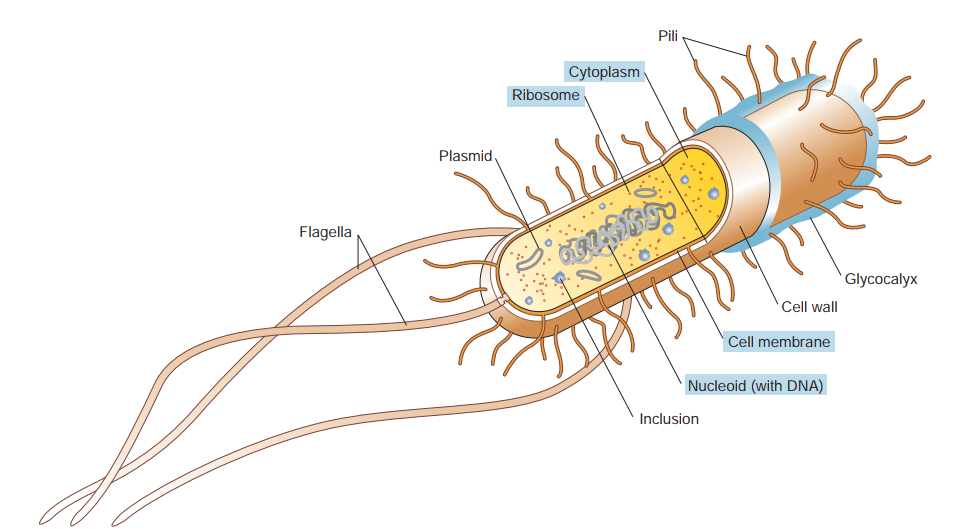 Pili
Cytoplasm
Ribosome
Plasmid
Flagella
Glycocalyx
Cell wall
Cell membrane
Nucleoid (with DNA)
Inclusion